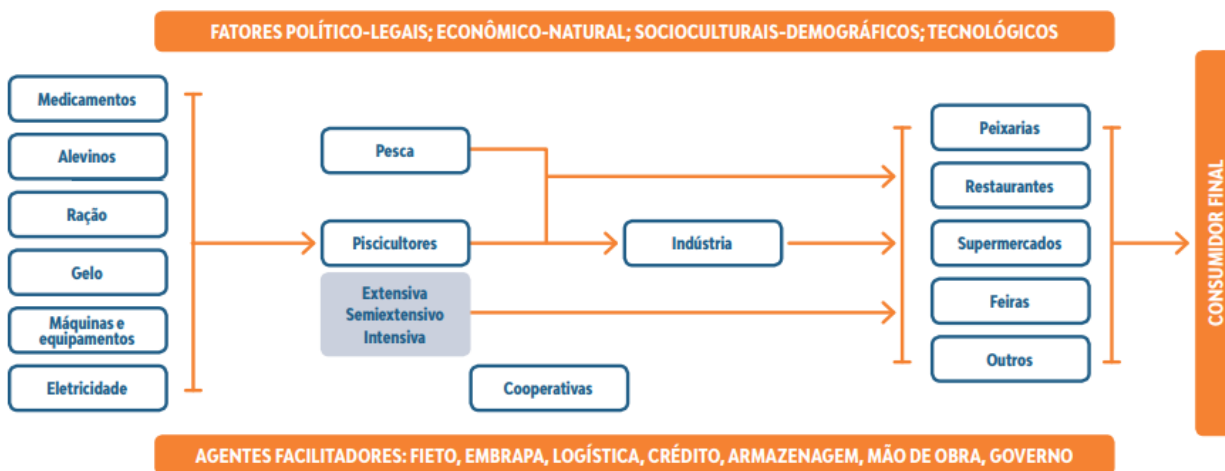 FATORES POLÍTICO-LEGAIS; ECONÔMICO-NATURAL; SOCIOCULTURAIS-DEMOGRÁFICOS; TECNOLÓGICOS
Medicamentos
Alevinos
Ração
Gelo
Máquinas e
equipamentos
Eletricidade
Pesca
Piscicultores
Extensiva
Semiextensivo
Intensiva
Cooperativas
Indústria
Peixarias
Restaurantes
Supermercados
Feiras
Outros
CONSUMIDOR FINAL
AGENTES FACILITADORES: FIETO, EMBRAPA, LOGÍSTICA, CRÉDITO, ARMAZENAGEM, MÃO DE OBRA, GOVERNO